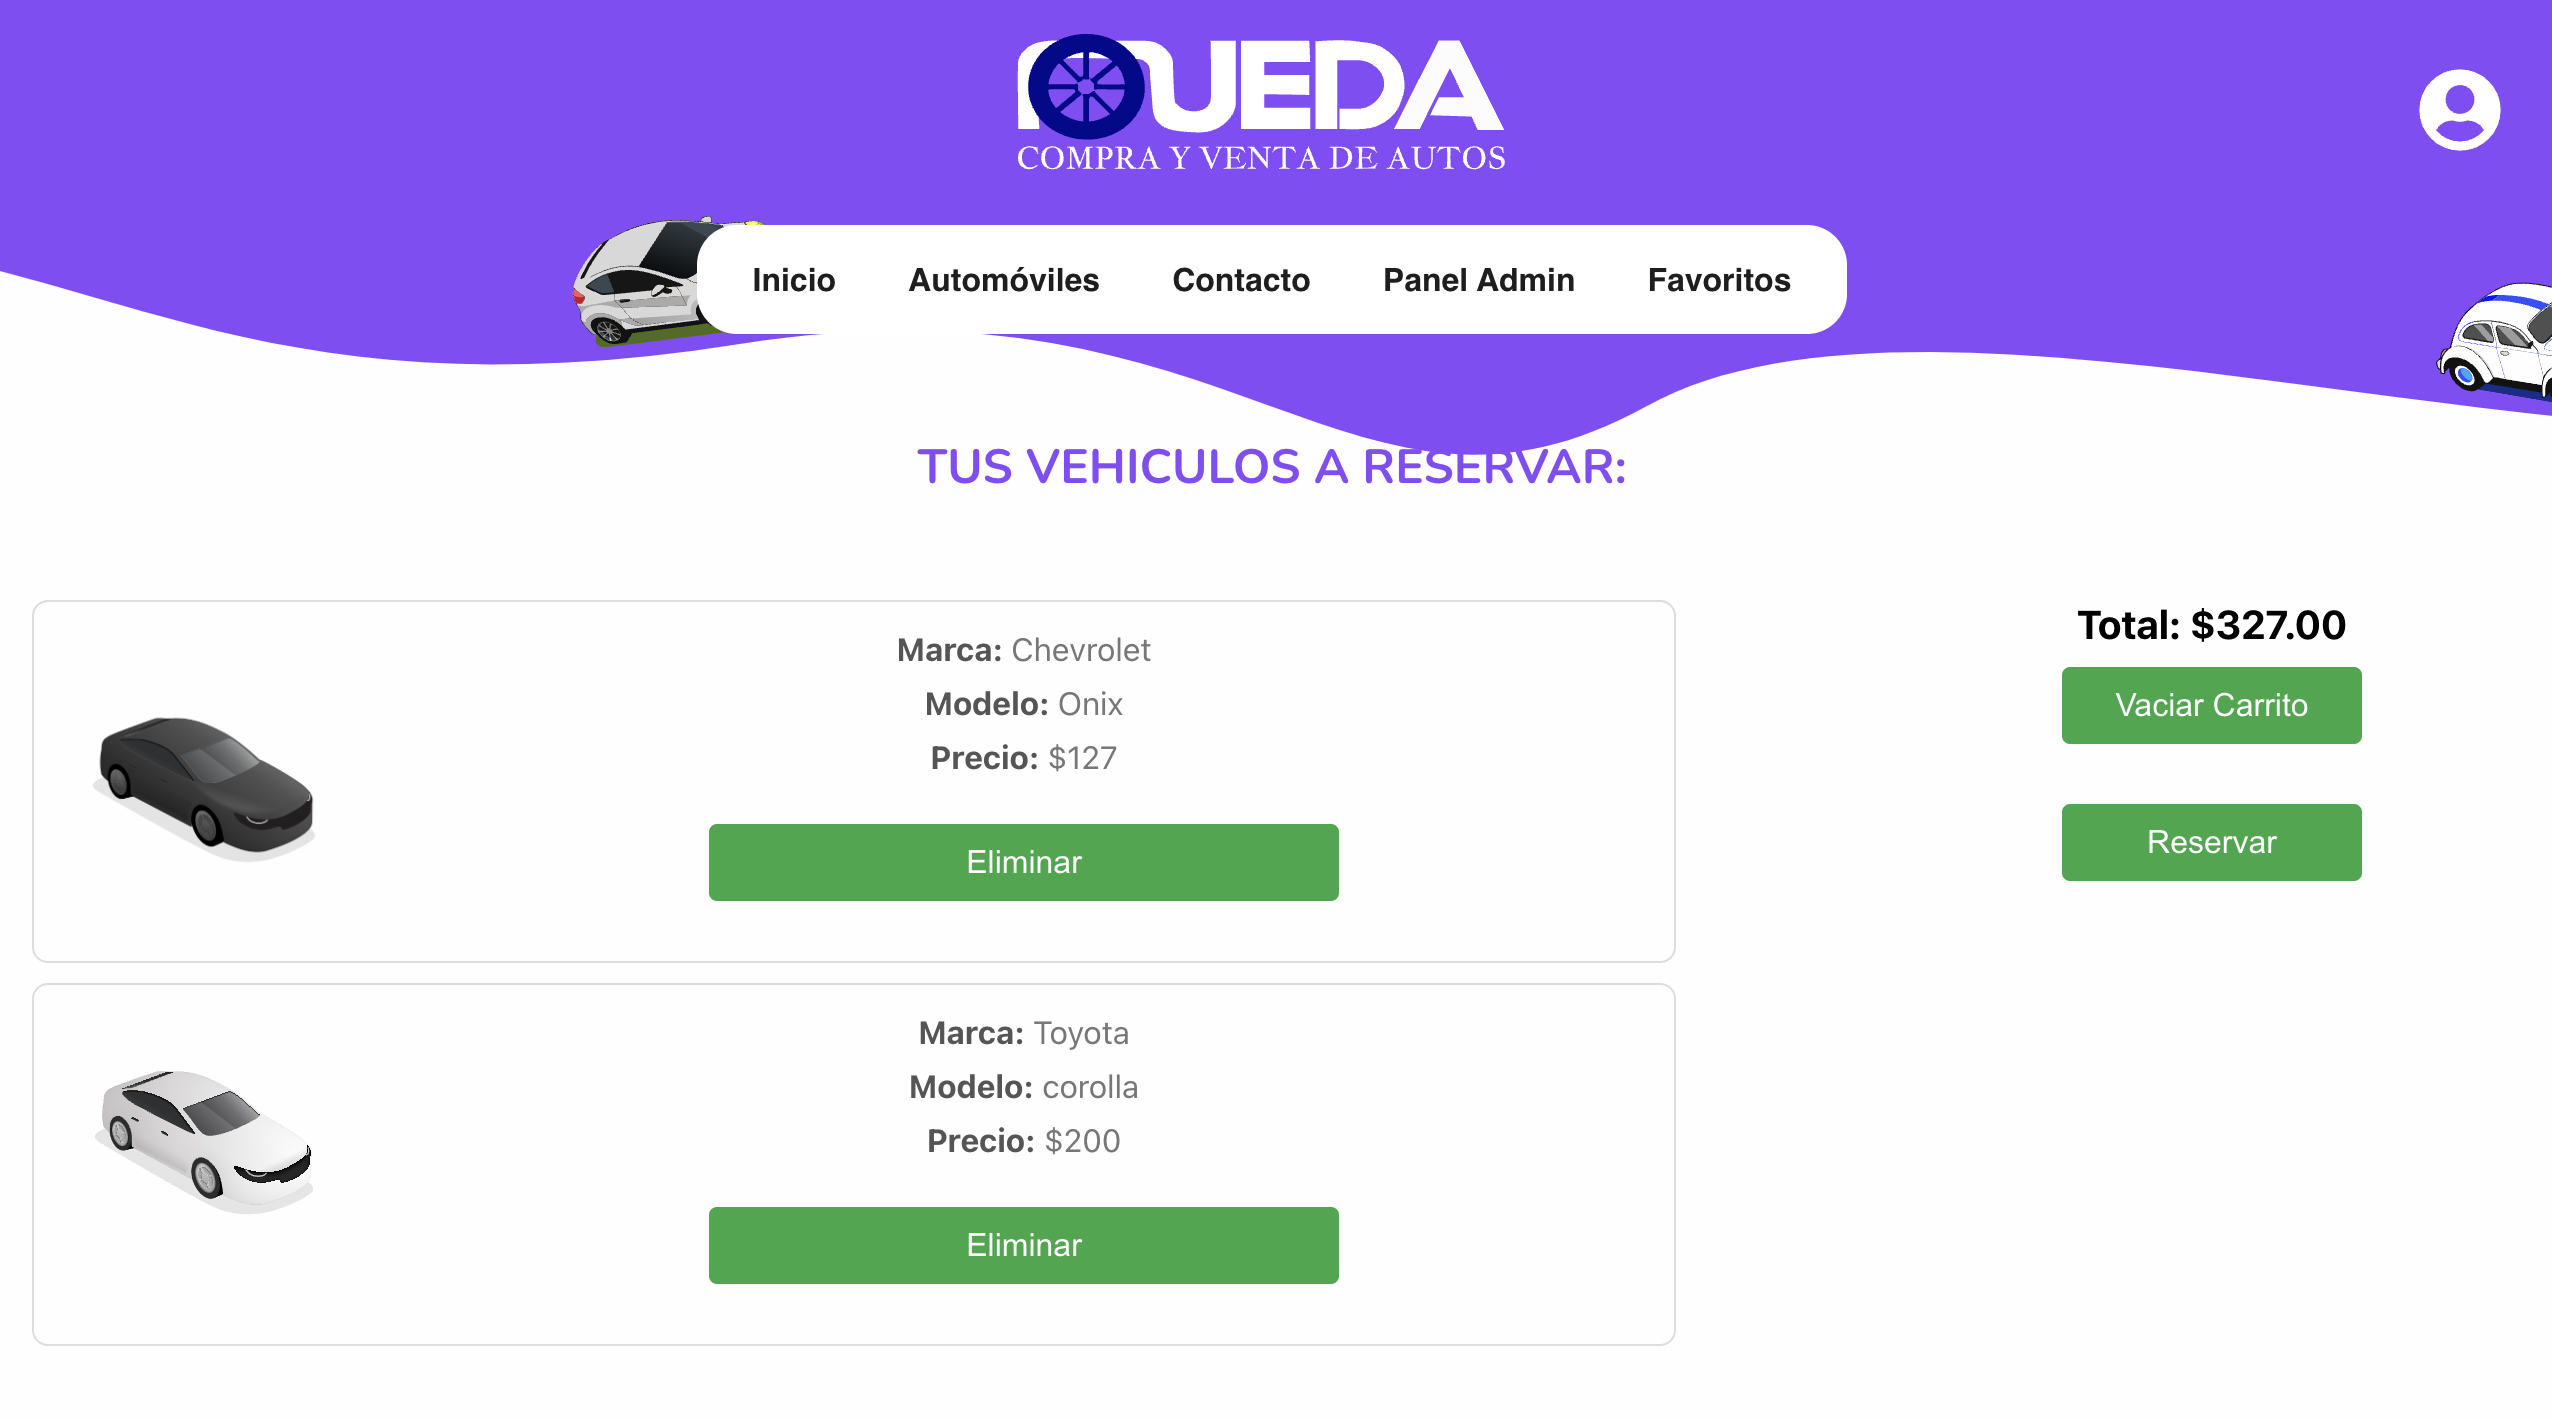 RUEDA
COMPRA Y VENTA DE AUTOS
Inicio Automóviles Contacto Panel Admin Favoritos
TUS VEHICULOS A RESERVAR:
Marca: Chevrolet
Modelo: Onix
Precio: $127
Eliminar
Total: $327.00
Vaciar Carrito
Reservar
Marca: Toyota
Modelo: corolla
Precio: $200
Eliminar